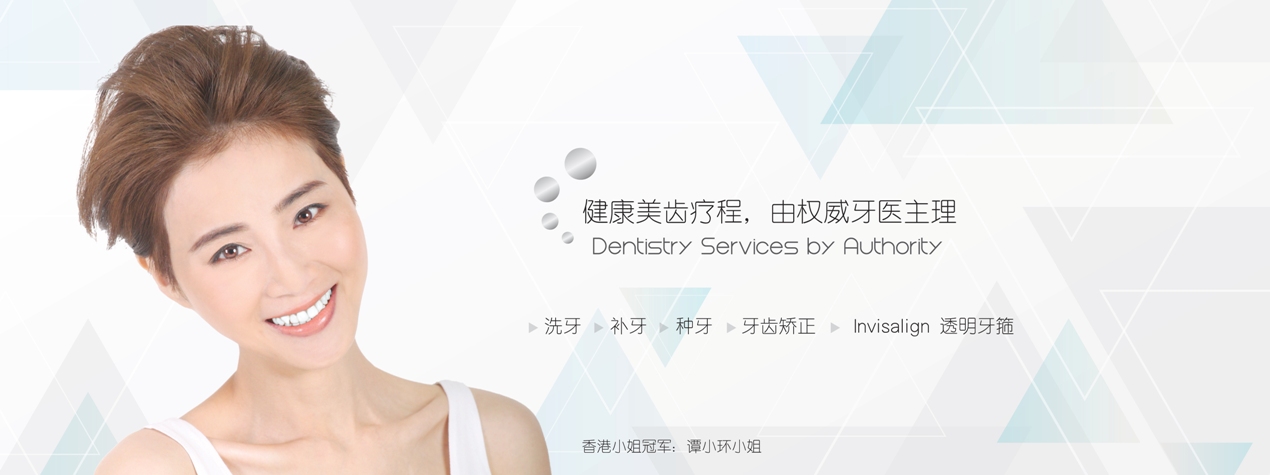 健康美齿疗程，由权威牙医主理
Dentistry Services by Authority
洗牙 补牙 种牙 牙齿矫正 Invisalign 透明牙箍
香港小姐冠军：谭小环小姐